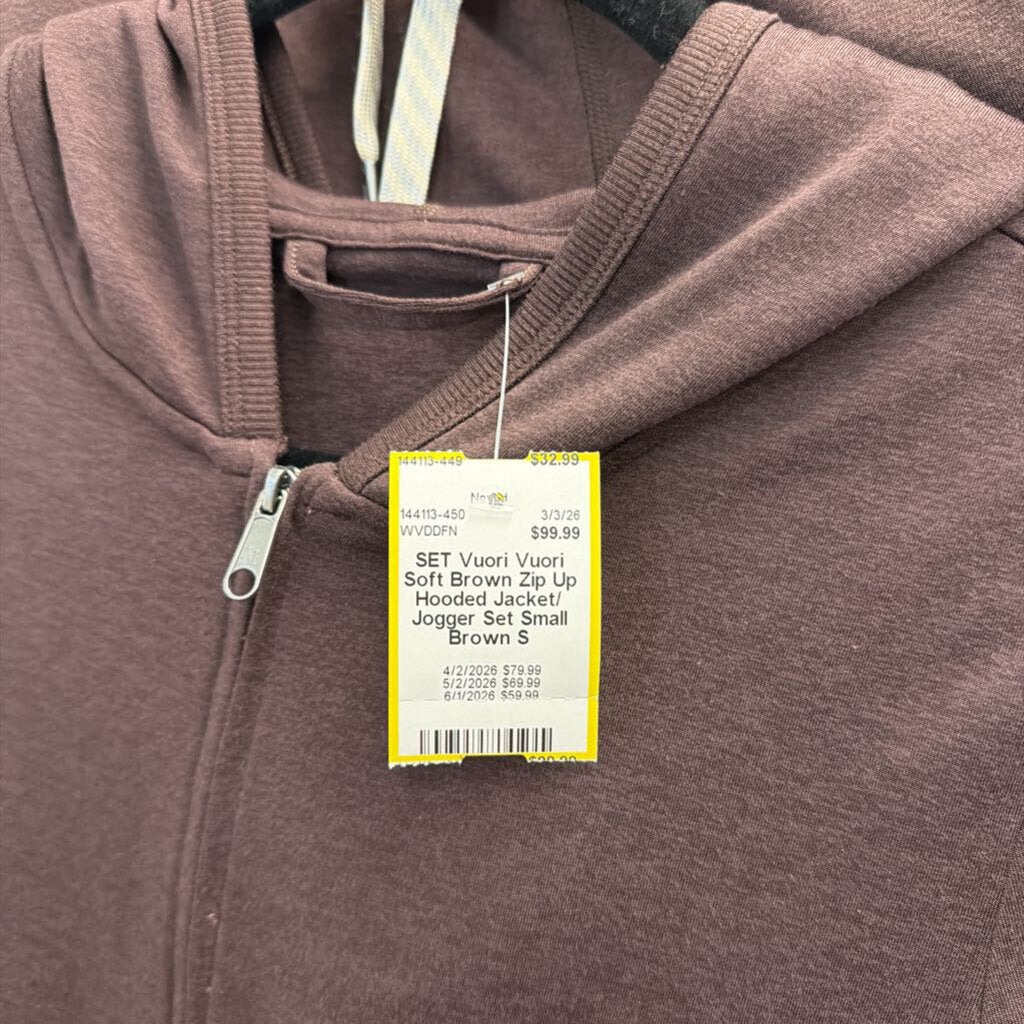 144113-449 $32.99
144113-450 3/3/26
WVDDFN $99.99
SET Vuori Vuori
Soft Brown Zip Up
Hooded Jacket/
Jogger Set Small
Brown S
4/2/2026 $79.99
5/2/2026 $69.99
6/1/2026 $59.99